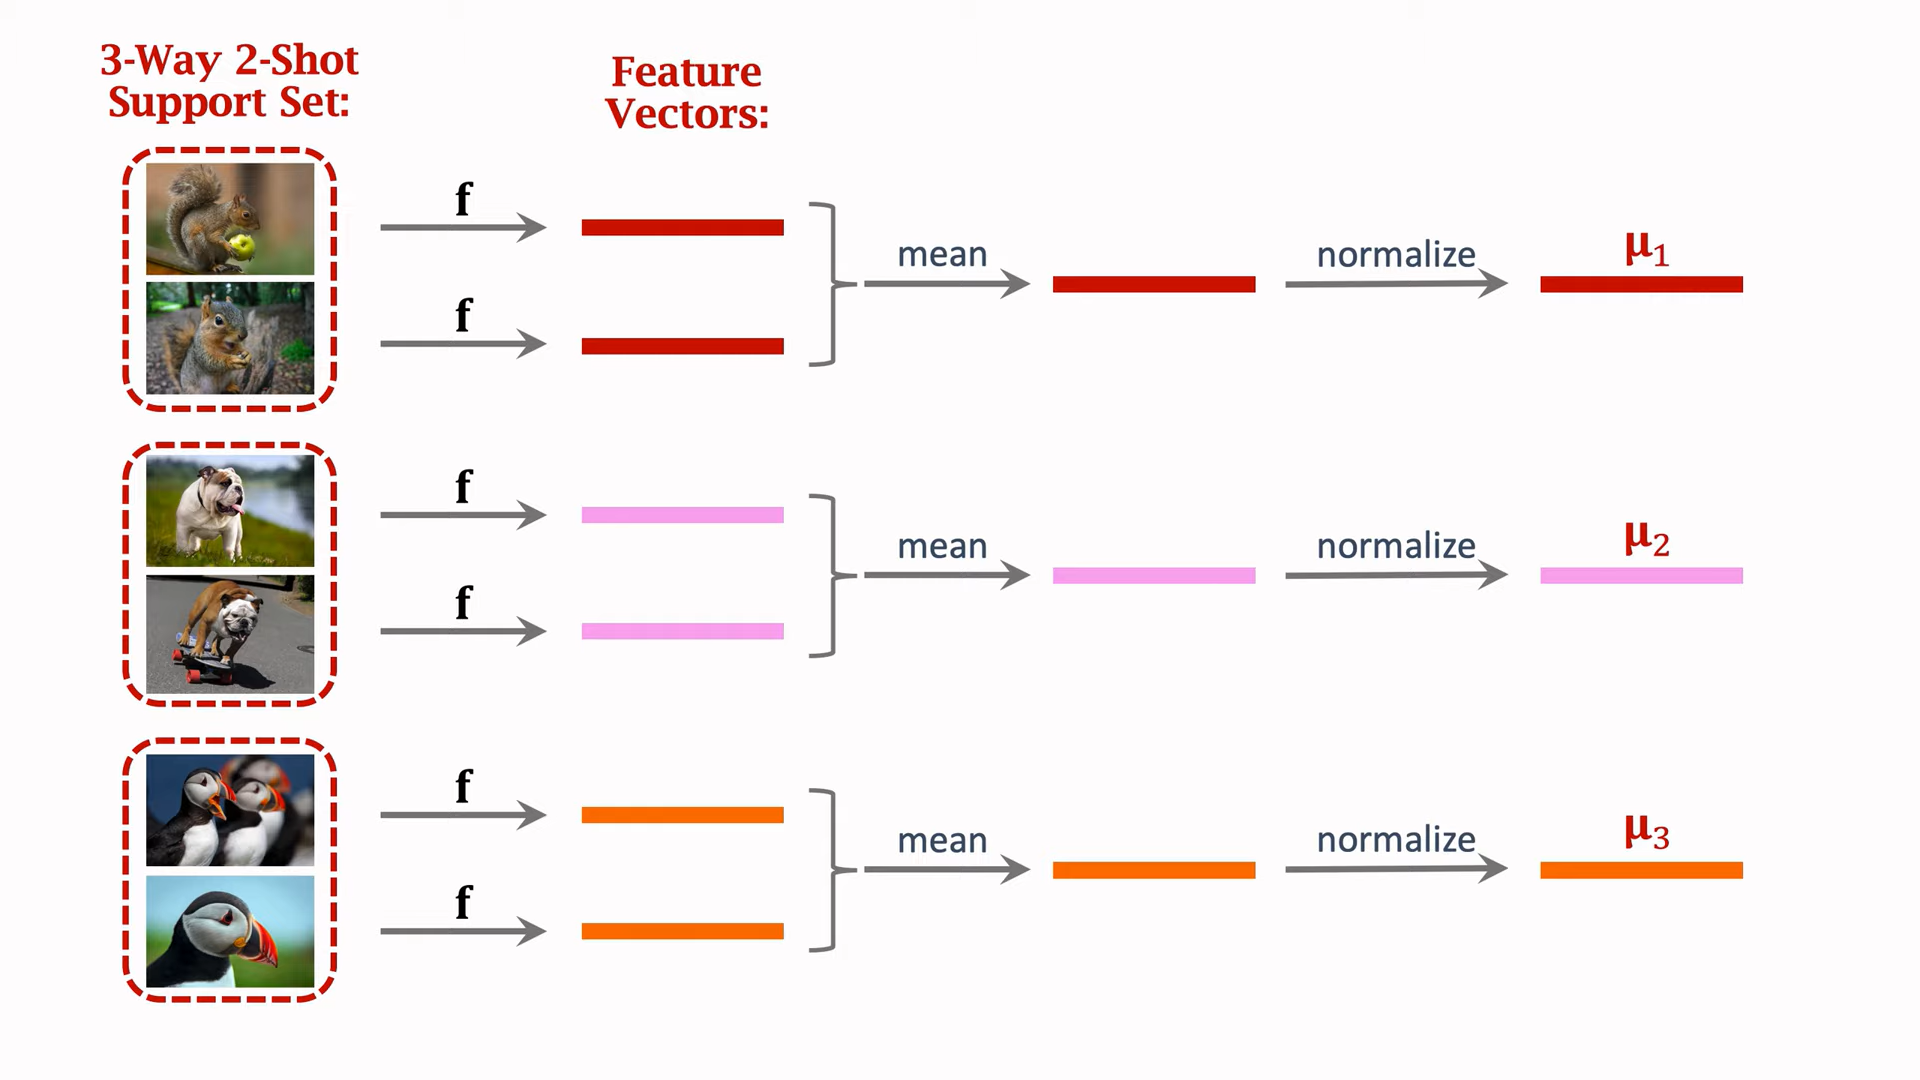 3-Way 2-Shot
Support Set:
Feature
Vectors:
f
f
mean
normalize
μ₁
f
f
mean
normalize
μ₂
f
f
mean
normalize
μ₃